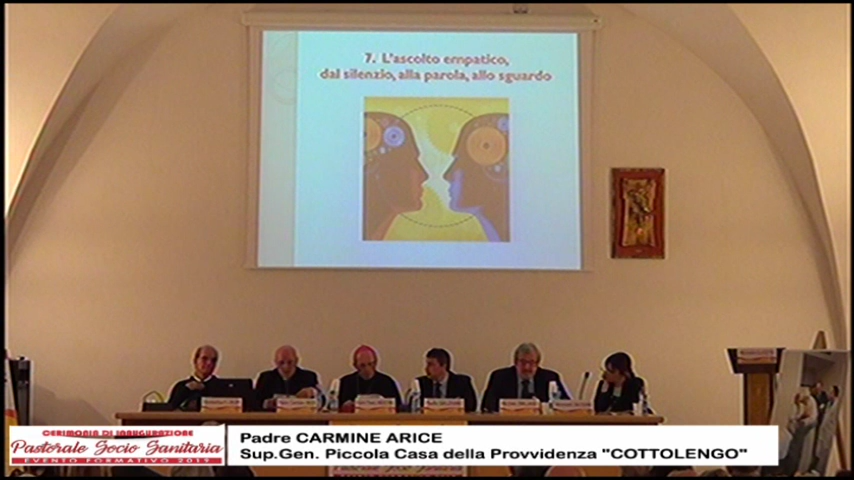 7. L'ascolto empatico,
dal silenzio, alla parola, allo sguardo
CERIMONIA DI INAUGURAZIONE
Pastorale Socio Sanitaria
EVENTO FORMATIVO 2019
Padre CARMINE ARICE
Sup.Gen. Piccola Casa della Provvidenza "COTTOLENGO"